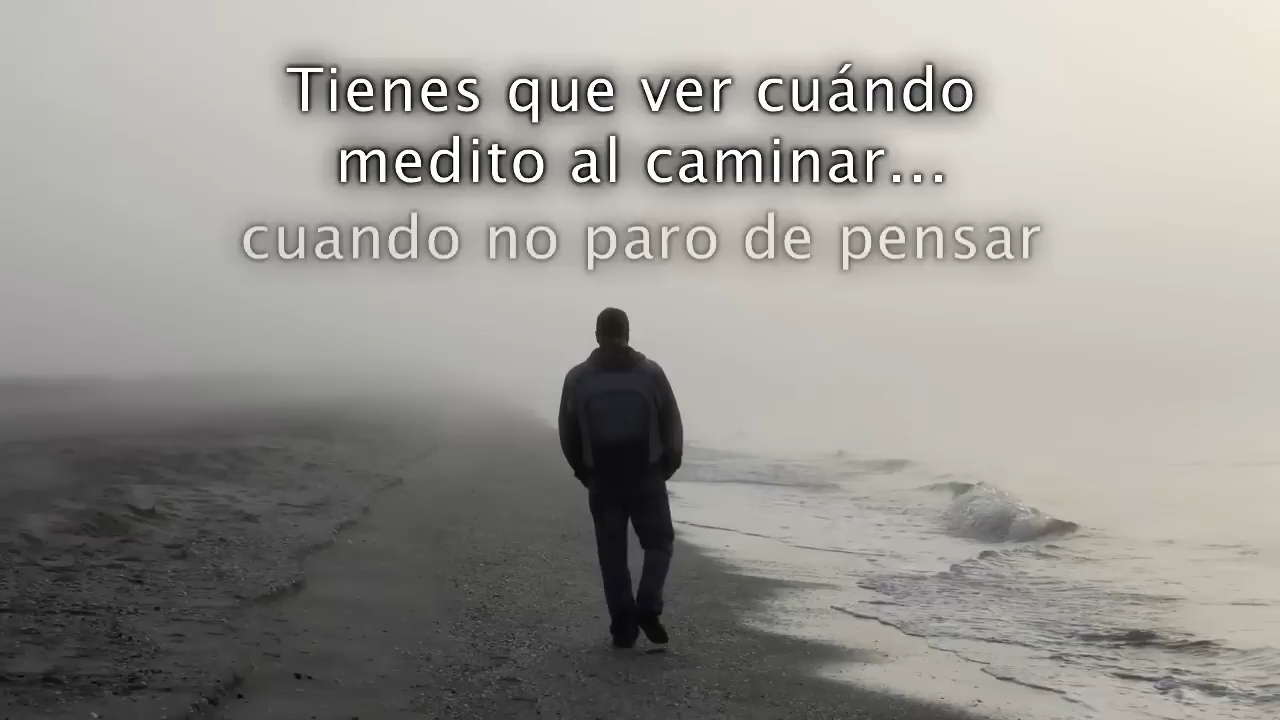 Tienes que ver cuándo
medito al caminar...
cuando no paro de pensar